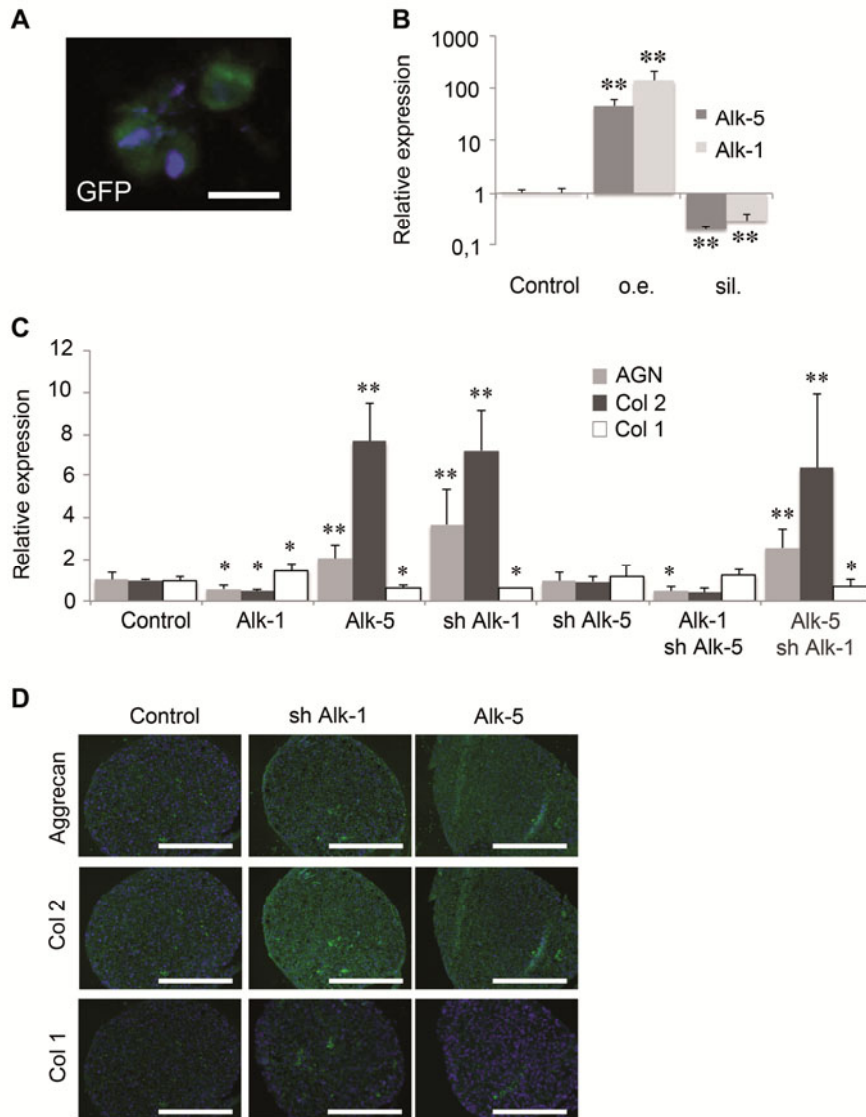 A
GFP
B
Relative expression
1000
100
10
1
0,1
** **
** **
Alk-5
Alk-1
Control o.e. sil.
C
Relative expression
12
10
8
6
4
2
0
AGN
Col 2
Col 1
* * *
** ** *
** ** *
*
** ** *
Control Alk-1 Alk-5 sh Alk-1 sh Alk-5 Alk-1 Alk-5
sh Alk-5 sh Alk-1
D
Control sh Alk-1 Alk-5
Aggrecan
Col 2
Col 1